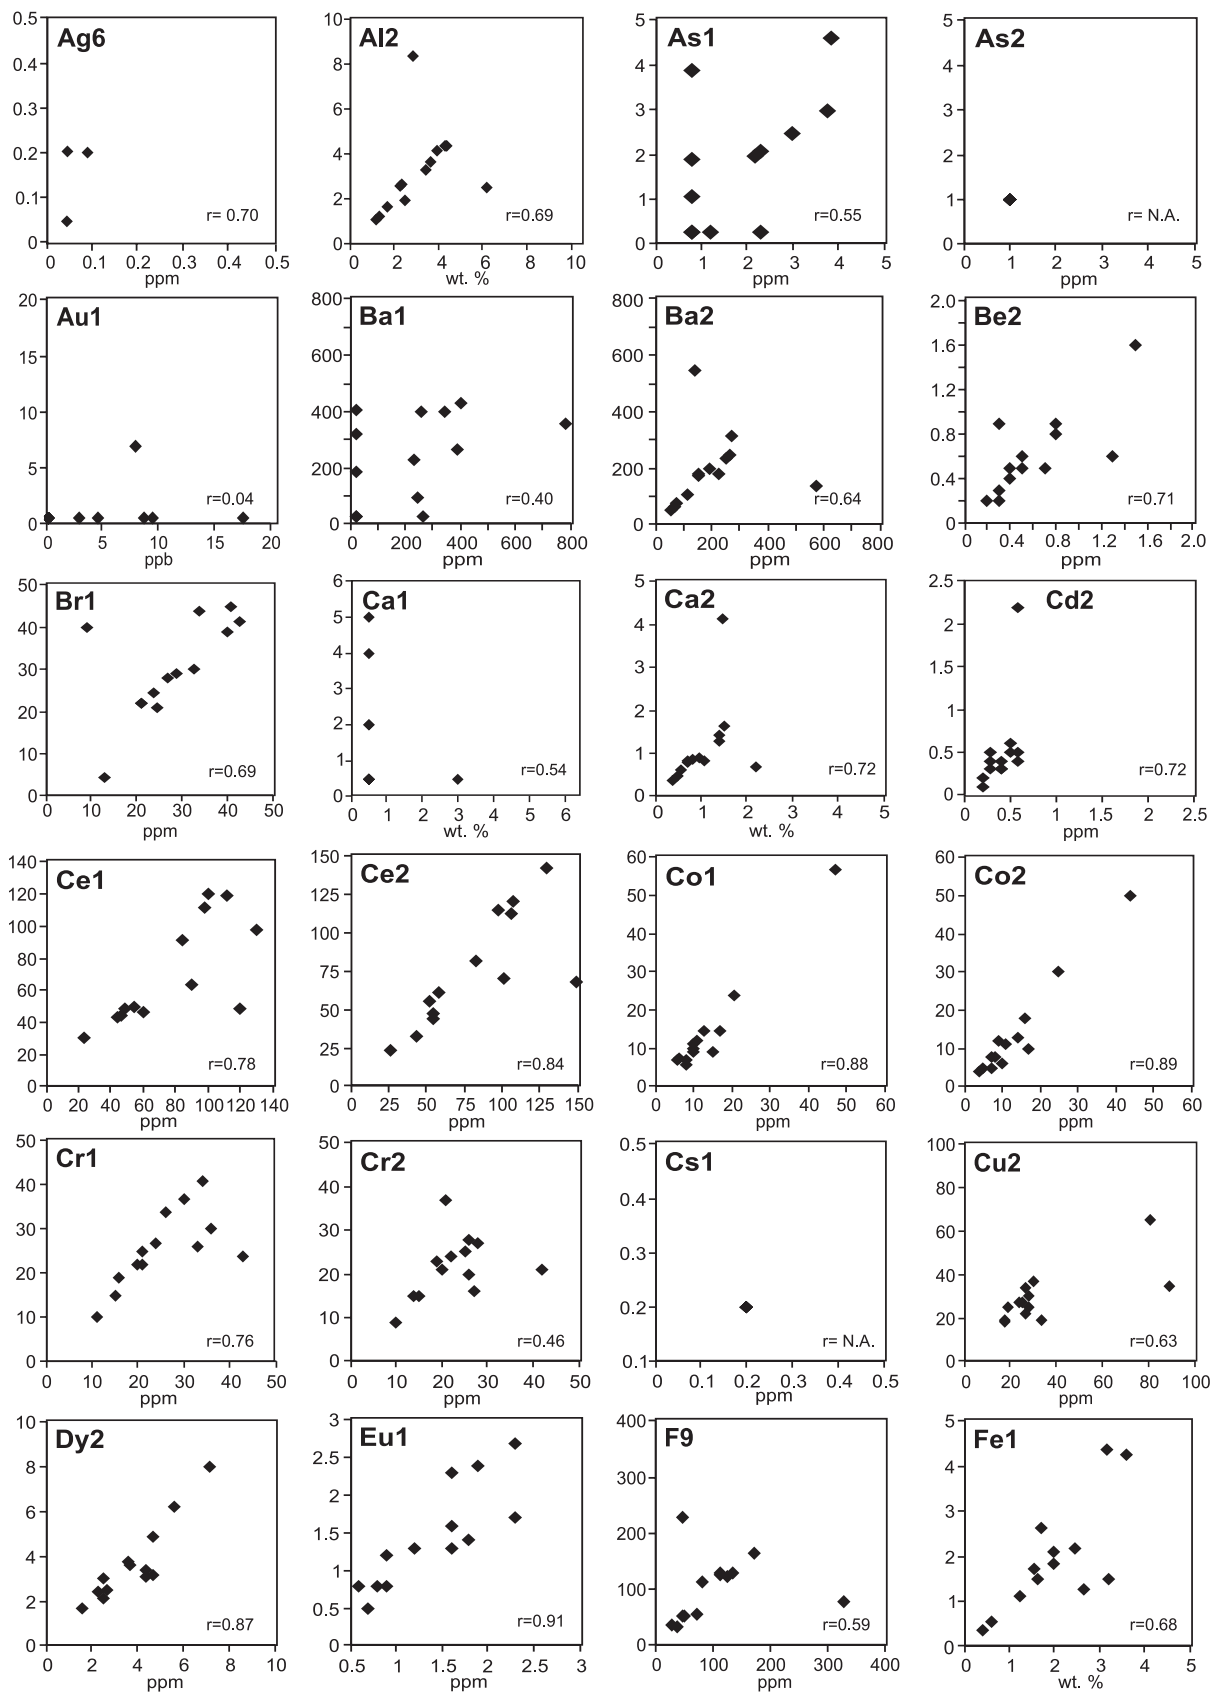 0.5
0.4
0.3
0.2
0.1
0
Ag6
r= 0.70
0 0.1 0.2 0.3 0.4 0.5
ppm
10
8
6
4
2
0
Al2
r=0.69
0 2 4 6 8 10
wt. %
5
4
3
2
1
0
As1
r=0.55
0 1 2 3 4 5
ppm
5
4
3
2
1
0
As2
r= N.A.
0 1 2 3 4 5
ppm
20
15
10
5
0
Au1
r=0.04
0 5 10 15 20
ppb
800
600
400
200
0
Ba1
r=0.40
0 200 400 600 800
ppm
800
600
400
200
0
Ba2
r=0.64
0 200 400 600 800
ppm
2.0
1.6
1.2
0.8
0.4
0
Be2
r=0.71
0 0.4 0.8 1.2 1.6 2.0
ppm
50
40
30
20
10
0
Br1
r=0.69
0 10 20 30 40 50
ppm
6
5
4
3
2
1
0
Ca1
r=0.54
0 1 2 3 4 5 6
wt. %
5
4
3
2
1
0
Ca2
r=0.72
0 1 2 3 4 5
wt. %
2.5
2
1.5
1
0.5
0
Cd2
r=0.72
0 0.5 1 1.5 2 2.5
ppm
140
120
100
80
60
40
20
0
Ce1
r=0.78
0 20 40 60 80 100 120 140
ppm
150
125
100
75
50
25
0
Ce2
r=0.84
0 25 50 75 100 125 150
ppm
60
50
40
30
20
10
0
Co1
r=0.88
0 10 20 30 40 50 60
ppm
60
50
40
30
20
10
0
Co2
r=0.89
0 10 20 30 40 50 60
ppm
50
40
30
20
10
0
Cr1
r=0.76
0 10 20 30 40 50
ppm
50
40
30
20
10
0
Cr2
r=0.46
0 10 20 30 40 50
ppm
0.5
0.4
0.3
0.2
0.1
Cs1
r= N.A.
0 0.1 0.2 0.3 0.4 0.5
ppm
100
80
60
40
20
0
Cu2
r=0.63
0 20 40 60 80 100
ppm
10
8
6
4
2
0
Dy2
r=0.87
0 2 4 6 8 10
ppm
3
2.5
2
1.5
1
0.5
0
Eu1
r=0.91
0.5 1 1.5 2 2.5 3
ppm
400
300
200
100
0
F9
r=0.59
0 100 200 300 400
ppm
5
4
3
2
1
0
Fe1
r=0.68
0 1 2 3 4 5
wt. %